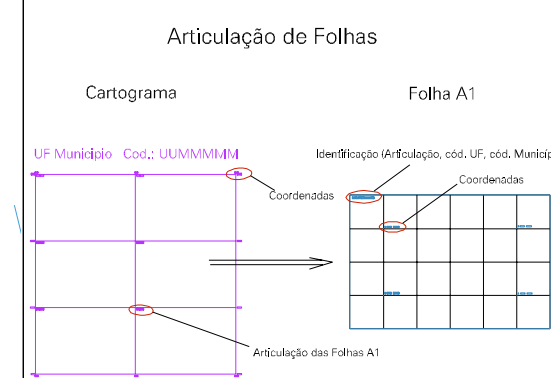 Articulação de Folhas
Cartograma
Folha A1
UF Municipio Cod.: UUMMMMM
Identificação (Articulação, cód. UF, cód. Municíp
Coordenadas
Coordenadas
Articulação das Folhas A1